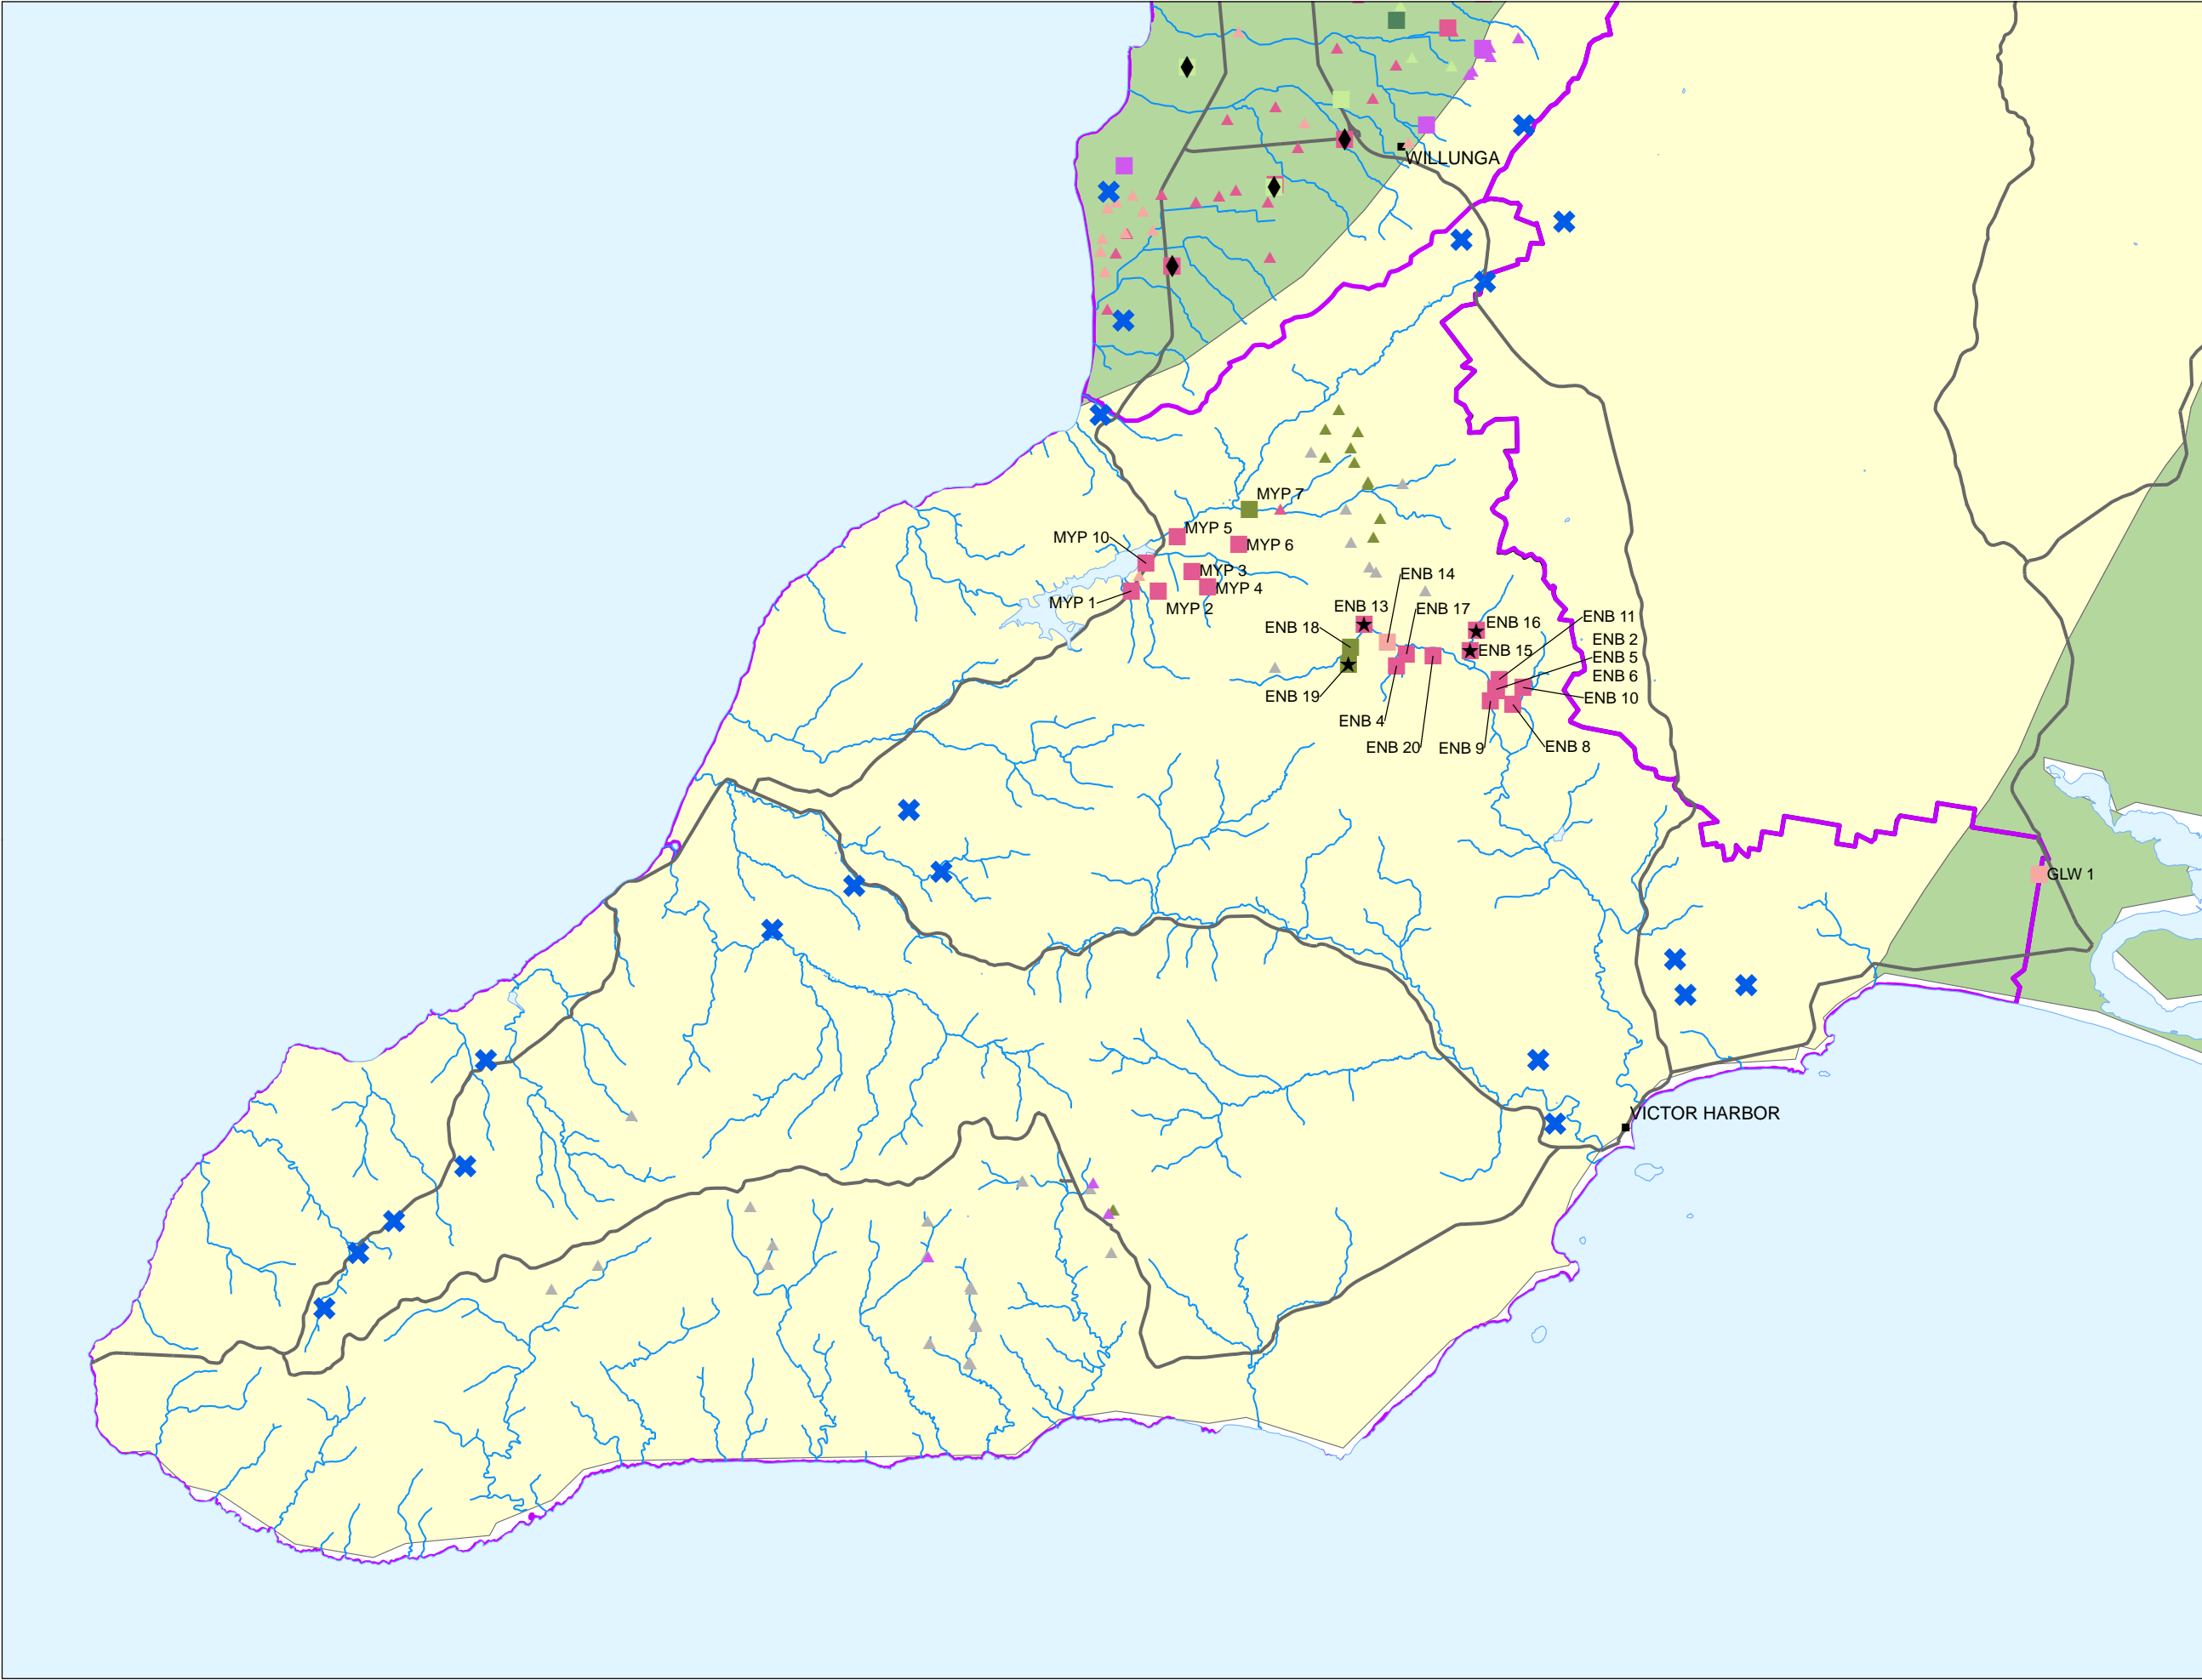 WILLUNGA
MYP 7
MYP 5
MYP 10
MYP 6
MYP 3
ENB 14
MYP 4
MYP 1
MYP 2
ENB 13
ENB 17
ENB 11
ENB 16
ENB 18
ENB 2
ENB 15
ENB 5
ENB 6
ENB 19
ENB 10
ENB 4
ENB 20
ENB 9
ENB 8
GLW 1
VICTOR HARBOR